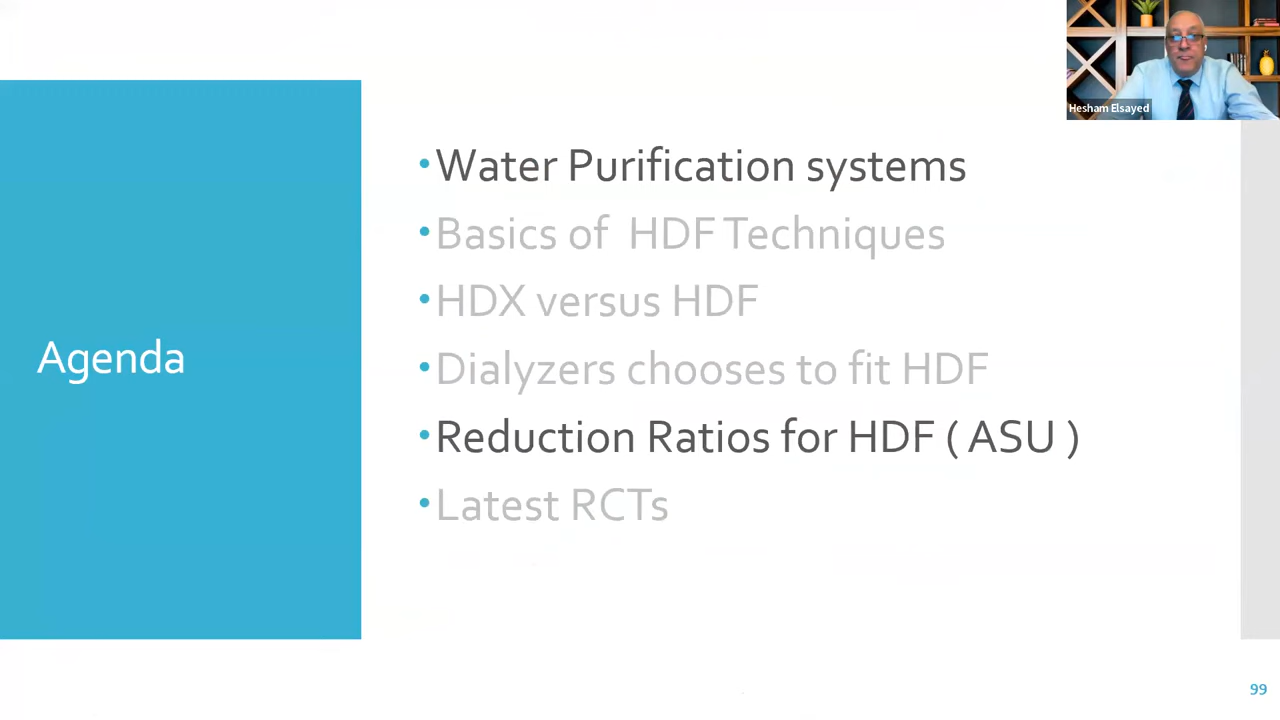 Hesham Elsayed
Agenda
•Water Purification systems
•Basics of HDF Techniques
•HDX versus HDF
•Dialyzers chooses to fit HDF
•Reduction Ratios for HDF ( ASU )
•Latest RCTs
99